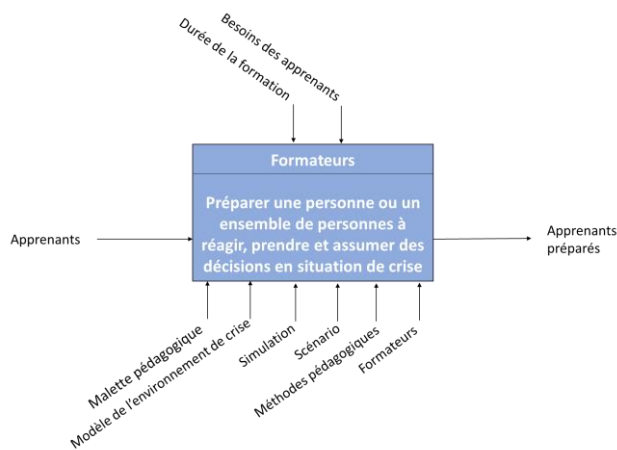 Besoins des apprenants
Durée de la formation
Formateurs
Préparer une personne ou un
ensemble de personnes à
réagir, prendre et assumer des
décisions en situation de crise
Apprenants
Apprenants
préparés
Malette pédagogique
Modèle de l'environnement de crise
Simulation
Scénario
Méthodes pédagogiques
Formateurs